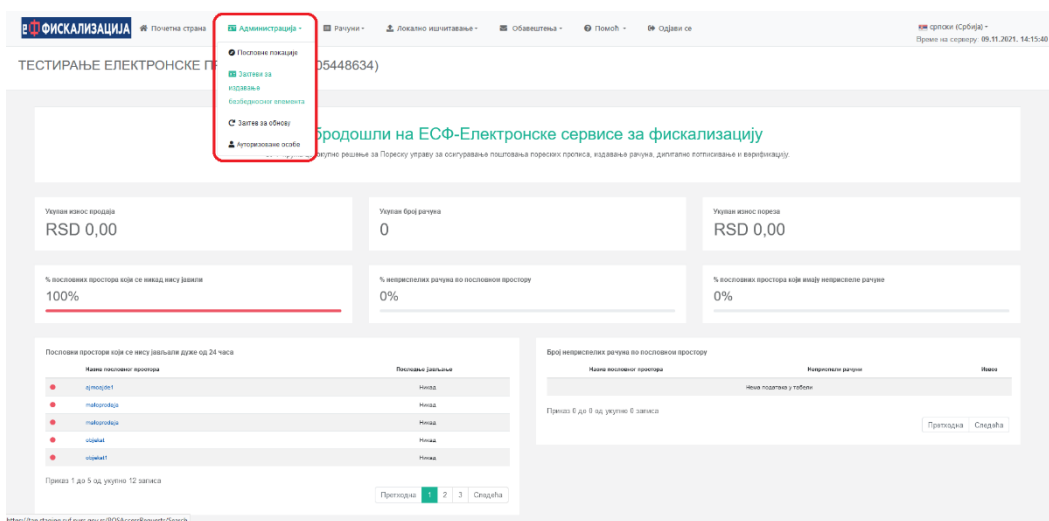 еФИСКАЛИЗАЦИЈА
Почетна страна
Администрација
Рачуни
Локално ишчитавање
Обавештења
Помоћ
Одјави се
српски (Србија)
Време на серверу: 09.11.2021. 14:15:40
Пословне локације
Захтеви за
издавање
безбедносног елемента
Захтев за обнову
Ауторизоване особе
ТЕСТИРАЊЕ ЕЛЕКТРОНСКЕ 05448634)
бродошли на ЕСФ-Електронске сервисе за фискализацију
решење за Пореску управу за осигуравање поштовања пореских прописа, издавање рачуна, дигитално потписивање и верификацију.
Укупан износ продаја
RSD 0,00
Укупан број рачуна
0
Укупан износ пореза
RSD 0,00
% пословних простора који се никад нису јавили
100%
% неприспелих рачуна по пословном простору
0%
% пословних простора који имају неприспеле рачуне
0%
Пословни простори који се нису јављали дуже од 24 часа
Назив пословног простора Последње јављање
ajmoajde1 Никад
maloprodaja Никад
maloprodaja Никад
objekat Никад
objekat1 Никад
Приказ 1 до 5 од укупно 12 записа
Претходна 1 2 3 Следећа
Број неприспелих рачуна по пословном простору
Назив пословног простора Неприспели рачуни Износ
Нема података у табели
Приказ 0 до 0 од укупно 0 записа
Претходна Следећа